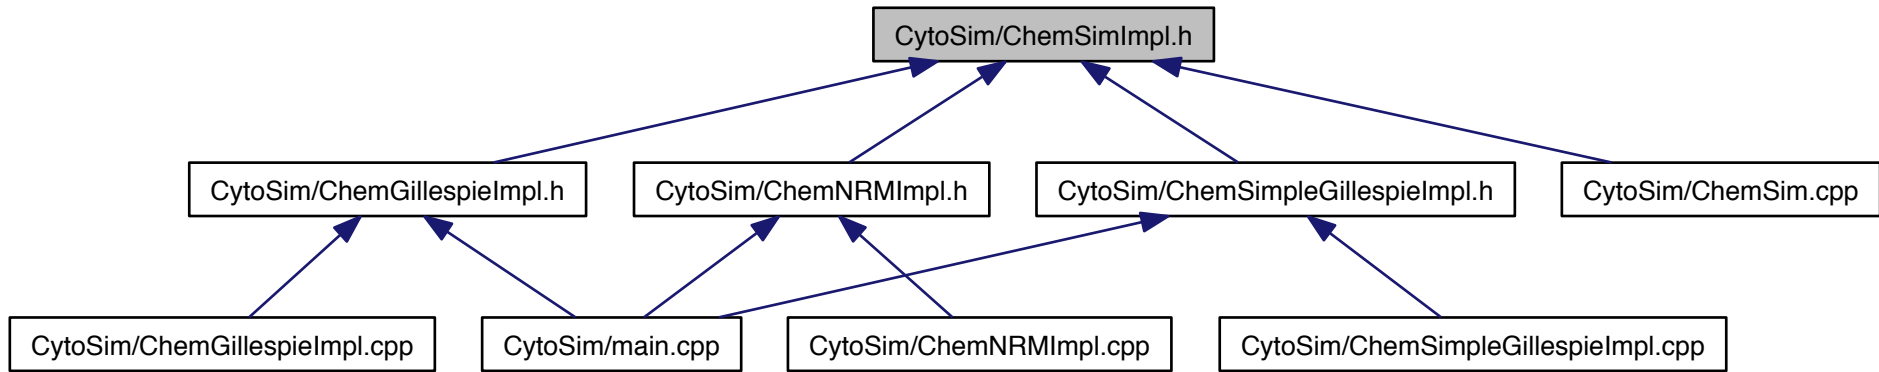 CytoSim/ChemSimImpl.h
CytoSim/ChemGillespieImpl.h
CytoSim/ChemNRMImpl.h
CytoSim/ChemSimpleGillespieImpl.h
CytoSim/ChemSim.cpp
CytoSim/ChemGillespieImpl.cpp
CytoSim/main.cpp
CytoSim/ChemNRMImpl.cpp
CytoSim/ChemSimpleGillespieImpl.cpp